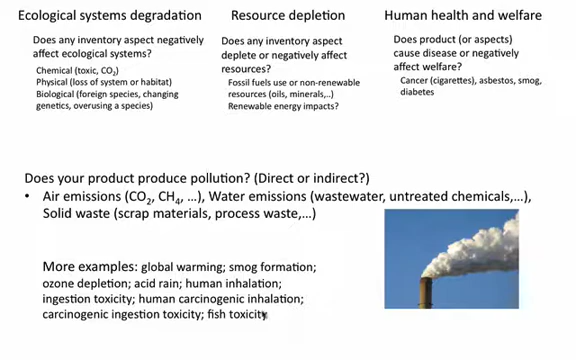 Ecological systems degradation
Does any inventory aspect negatively
affect ecological systems?
Chemical (toxic, CO₂)
Physical (loss of system or habitat)
Biological (foreign species, changing
genetics, overusing a species)
Resource depletion
Does any inventory aspect
deplete or negatively affect
resources?
Fossil fuels use or non-renewable
resources (oils, minerals,..)
Renewable energy impacts?
Human health and welfare
Does product (or aspects)
cause disease or negatively
affect welfare?
Cancer (cigarettes), asbestos, smog,
diabetes
Does your product produce pollution? (Direct or indirect?)
• Air emissions (CO₂, CH₄, ...), Water emissions (wastewater, untreated chemicals,...),
Solid waste (scrap materials, process waste,...)
More examples: global warming; smog formation;
ozone depletion; acid rain; human inhalation;
ingestion toxicity; human carcinogenic inhalation;
carcinogenic ingestion toxicity; fish toxicity